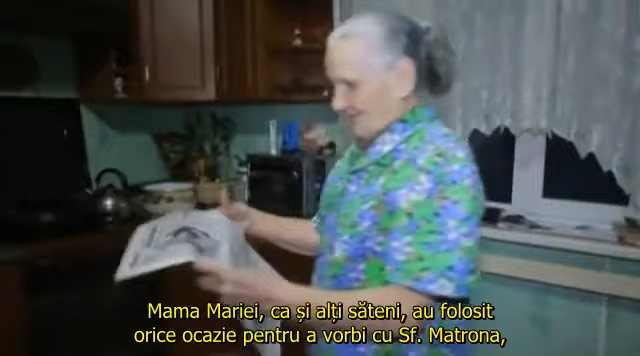 Mama Mariei, ca și alți săteni, au folosit
orice ocazie pentru a vorbi cu Sf. Matrona,